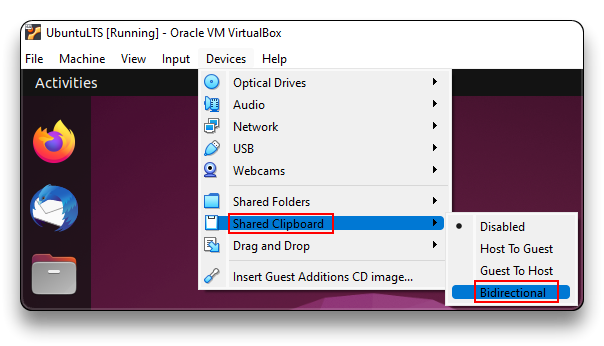 UbuntuLTS [Running] - Oracle VM VirtualBox
File Machine View Input Devices Help
Activities
Optical Drives
Audio
Network
USB
Webcams
Shared Folders
Shared Clipboard
Drag and Drop
Insert Guest Additions CD image...
Disabled
Host To Guest
Guest To Host
Bidirectional